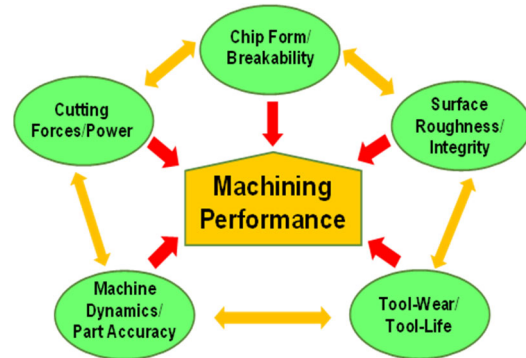 Chip Form/
Breakability
Cutting
Forces/Power
Surface
Roughness/
Integrity
Machining
Performance
Machine
Dynamics/
Part Accuracy
Tool-Wear/
Tool-Life